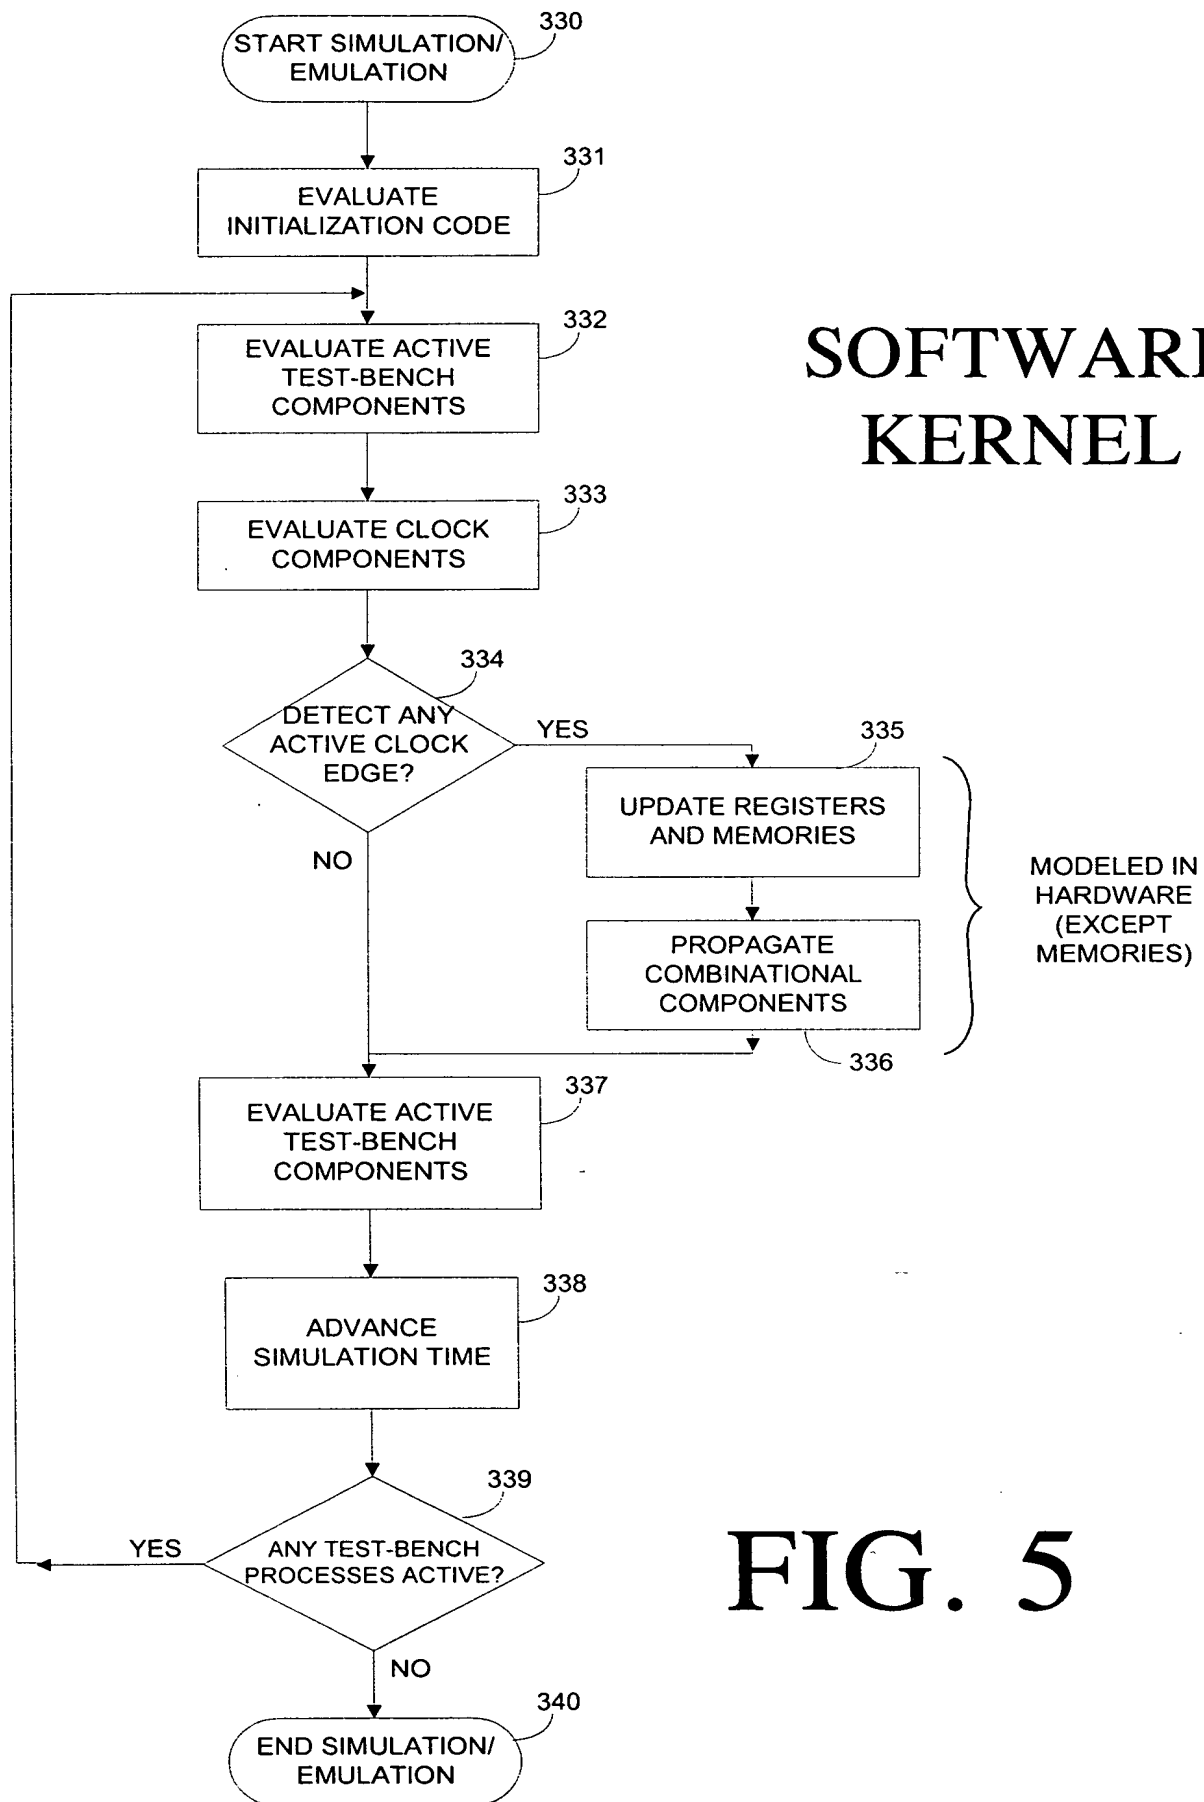 330
START SIMULATION/
EMULATION
331
EVALUATE
INITIALIZATION CODE
332
EVALUATE ACTIVE
TEST-BENCH
COMPONENTS
SOFTWARE
KERNEL
333
EVALUATE CLOCK
COMPONENTS
334
DETECT ANY
ACTIVE CLOCK
EDGE?
YES
NO
335
UPDATE REGISTERS
AND MEMORIES
PROPAGATE
COMBINATIONAL
COMPONENTS
336
MODELED IN
HARDWARE
(EXCEPT
MEMORIES)
337
EVALUATE ACTIVE
TEST-BENCH
COMPONENTS
338
ADVANCE
SIMULATION TIME
339
ANY TEST-BENCH
PROCESSES ACTIVE?
YES
NO
340
END SIMULATION/
EMULATION
FIG. 5